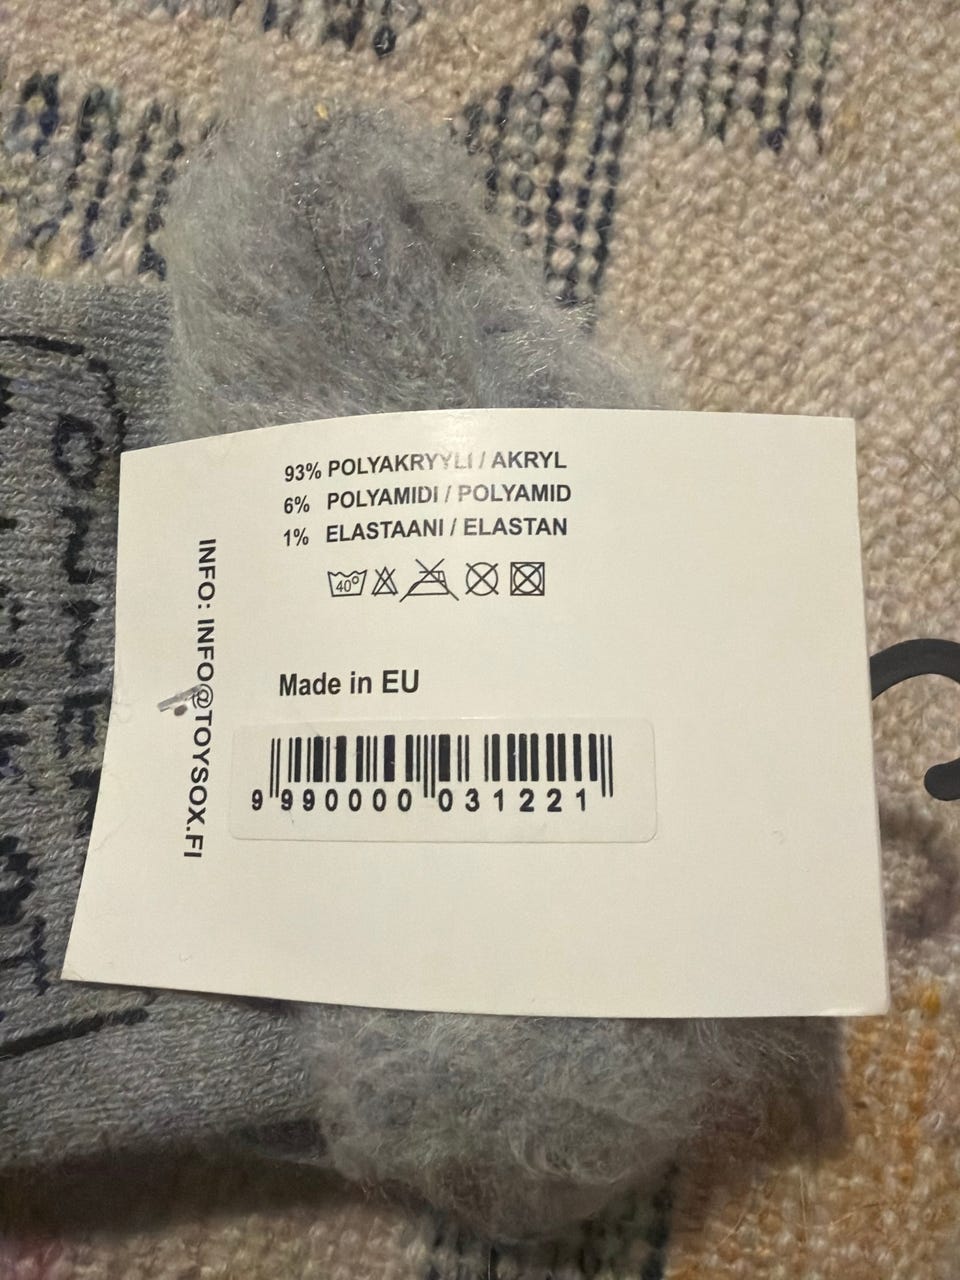 93% POLYAKRYYLI / AKRYL
6% POLYAMIDI / POLYAMID
1% ELASTAANI / ELASTAN
40°
Made in EU
9 990000 031221
INFO: INFO@TOYSOX.FI